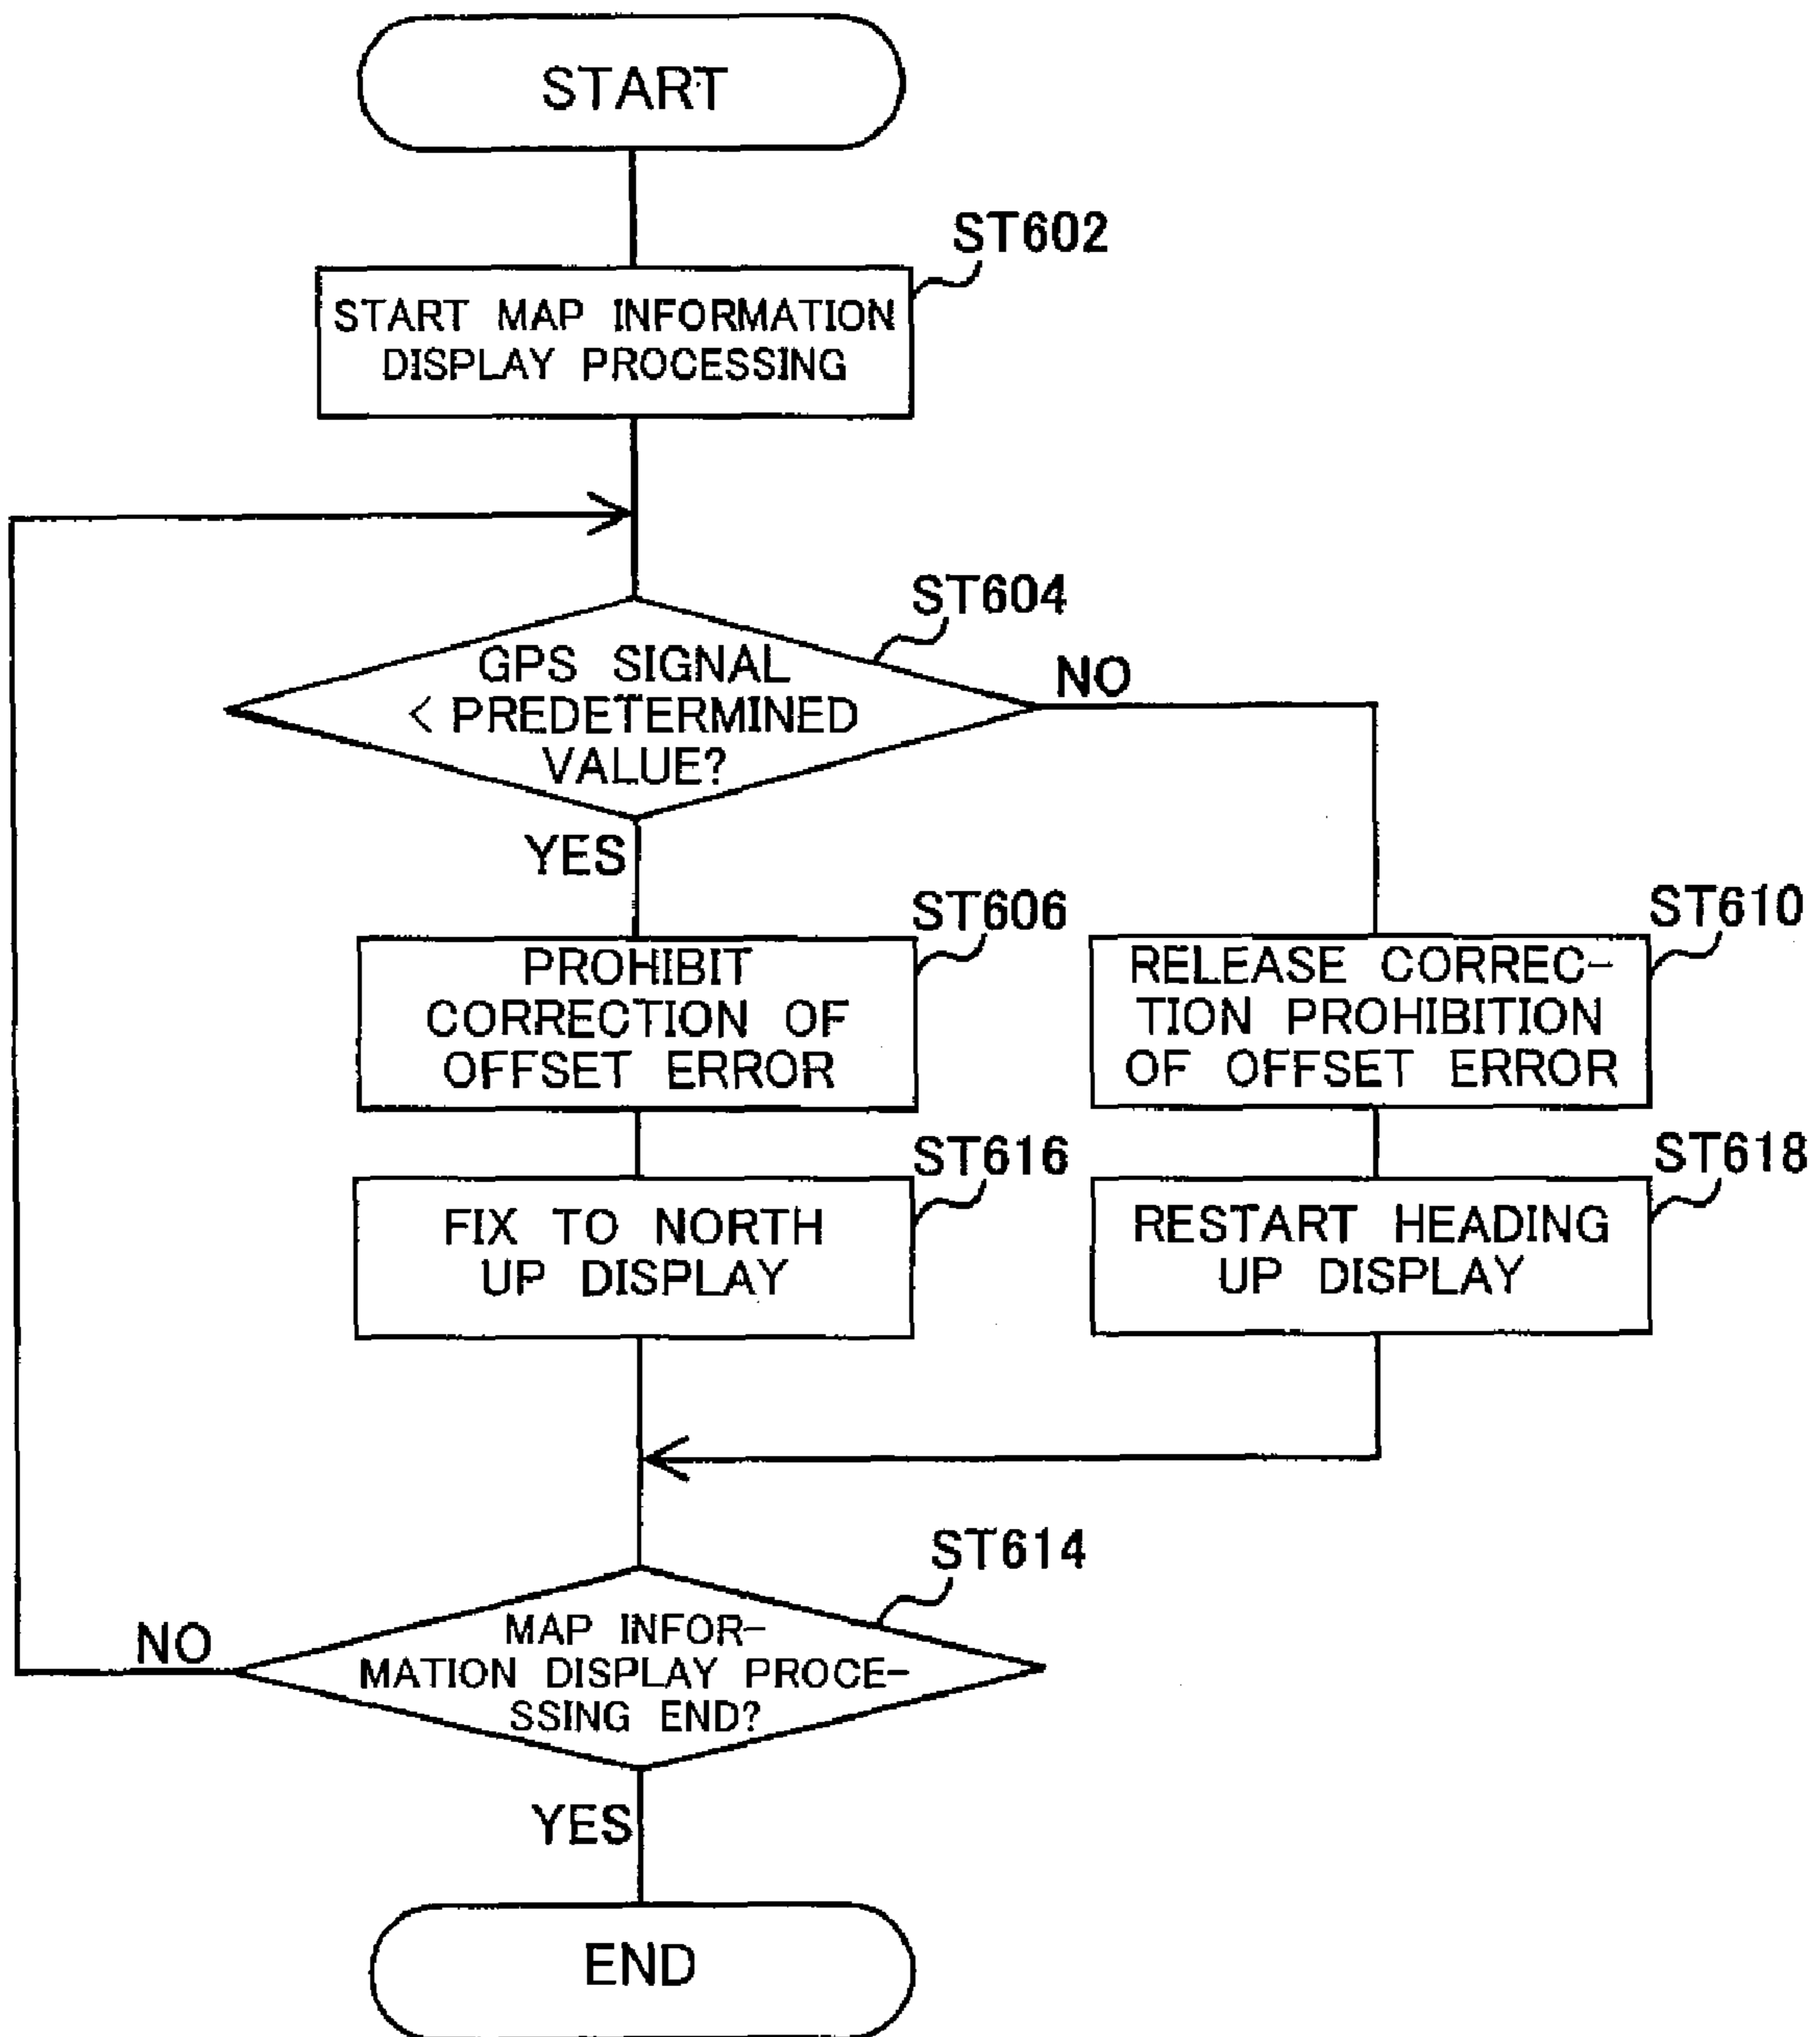 START
ST602
START MAP INFORMATION
DISPLAY PROCESSING
ST604
GPS SIGNAL
< PREDETERMINED
VALUE?
NO
YES
ST606
PROHIBIT
CORRECTION OF
OFFSET ERROR
ST610
RELEASE CORREC-
TION PROHIBITION
OF OFFSET ERROR
ST616
FIX TO NORTH
UP DISPLAY
ST618
RESTART HEADING
UP DISPLAY
ST614
MAP INFOR-
MATION DISPLAY PROCE-
SSING END?
NO
YES
END